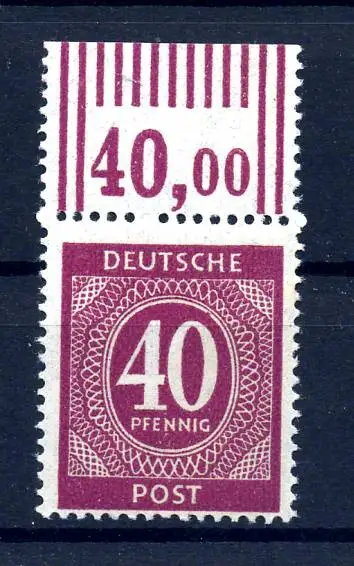 40,00
DEUTSCHE
40
PFENNIG
POST